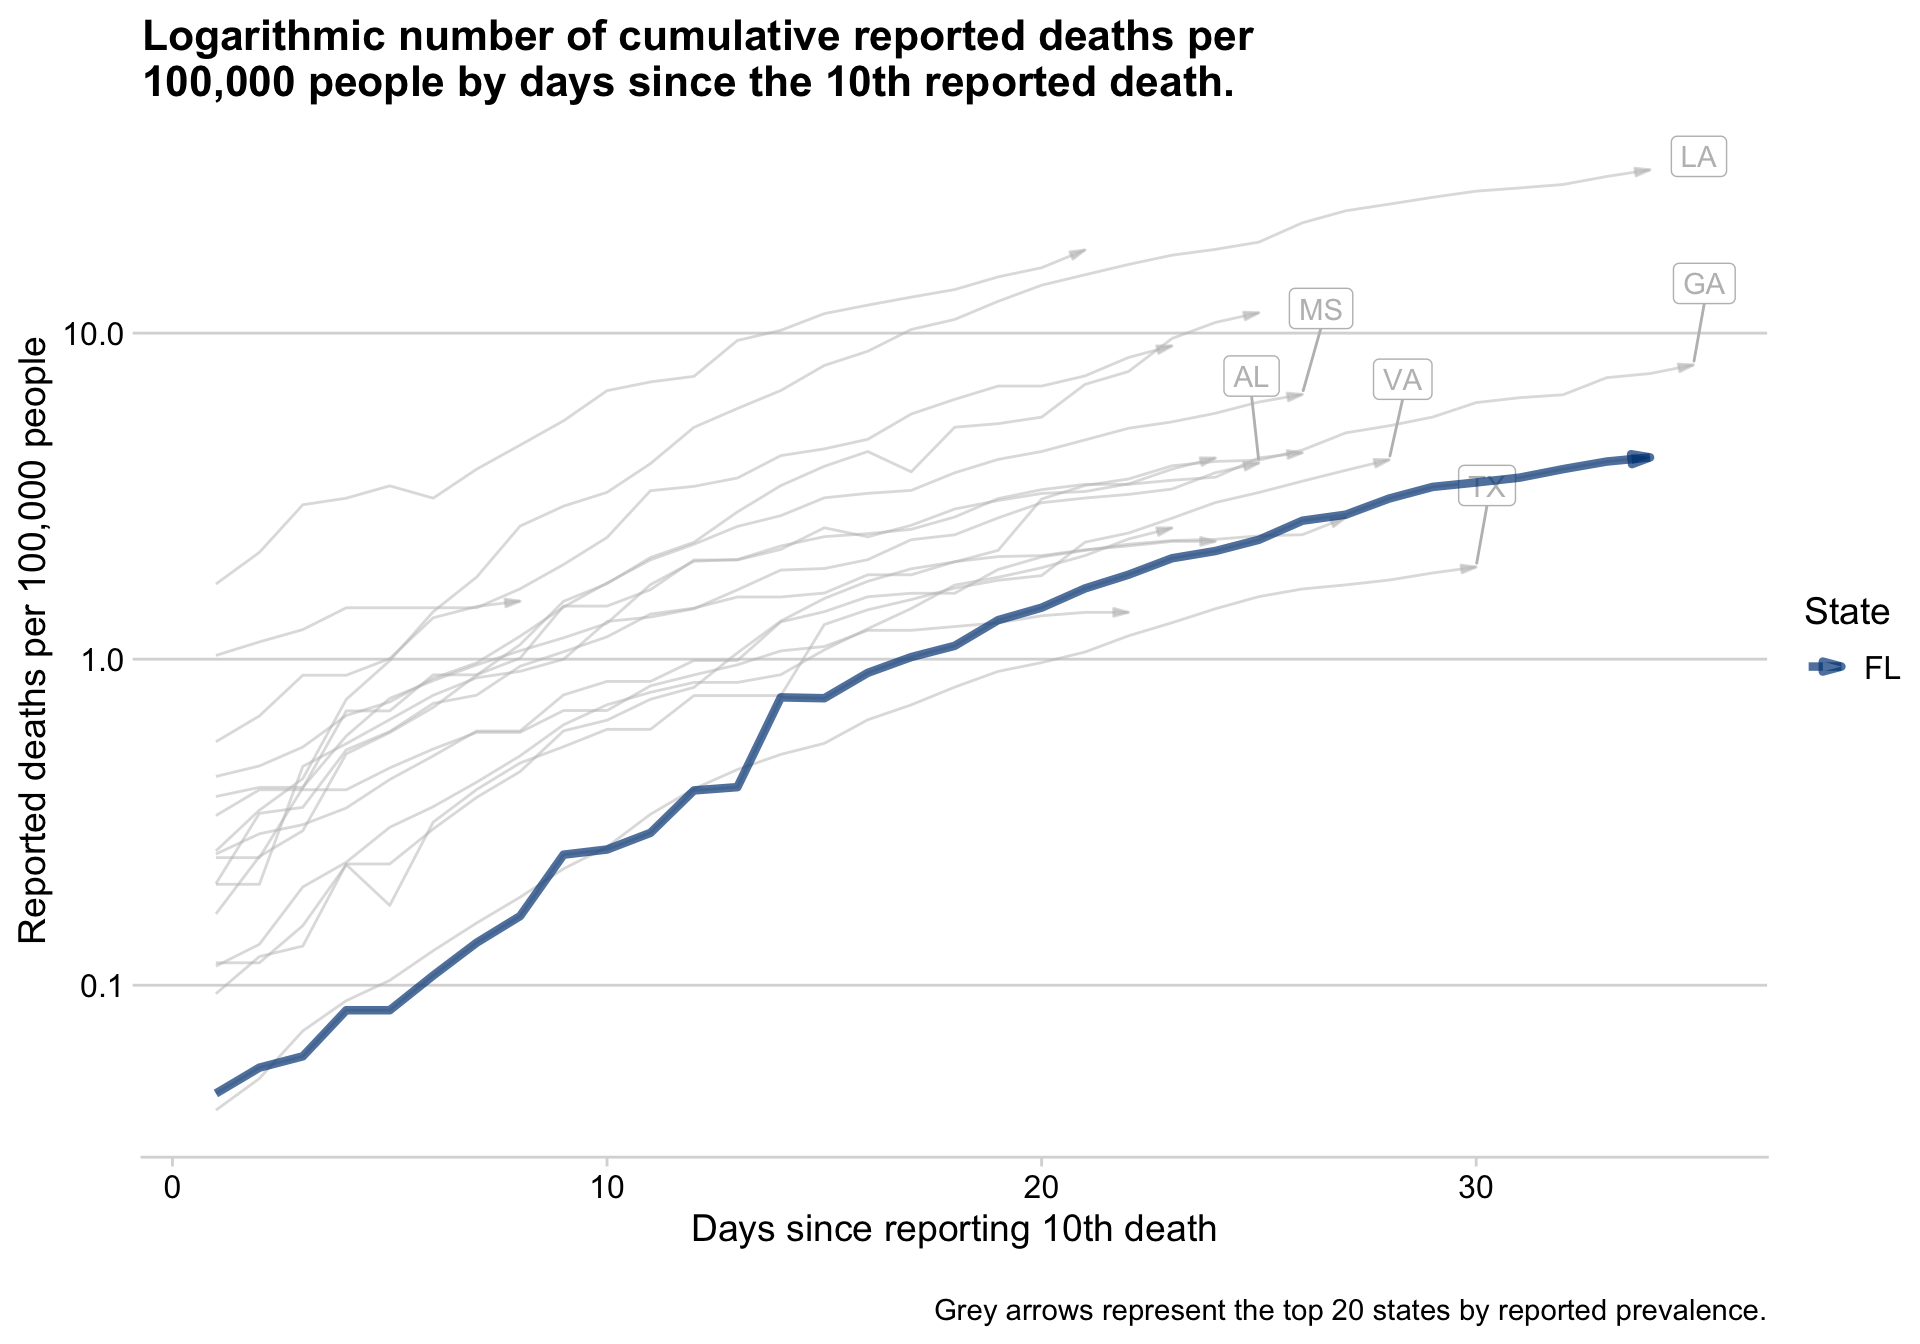 Logarithmic number of cumulative reported deaths per
100,000 people by days since the 10th reported death.
LA
GA
MS
AL
VA
TX
10.0
1.0
0.1
Reported deaths per 100,000 people
State
FL
0
10
20
30
Days since reporting 10th death
Grey arrows represent the top 20 states by reported prevalence.